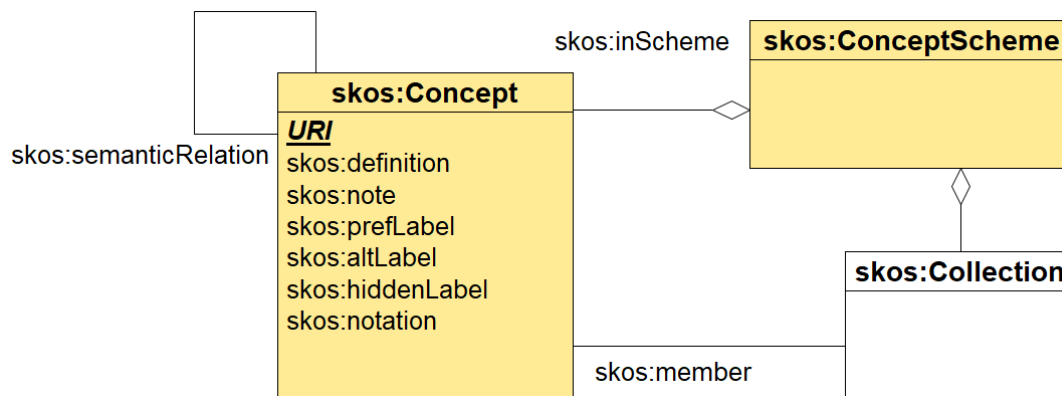 skos:inScheme
skos:ConceptScheme
skos:Concept
URI
skos:semanticRelation
skos:definition
skos:note
skos:prefLabel
skos:altLabel
skos:hiddenLabel
skos:notation
skos:Collection
skos:member